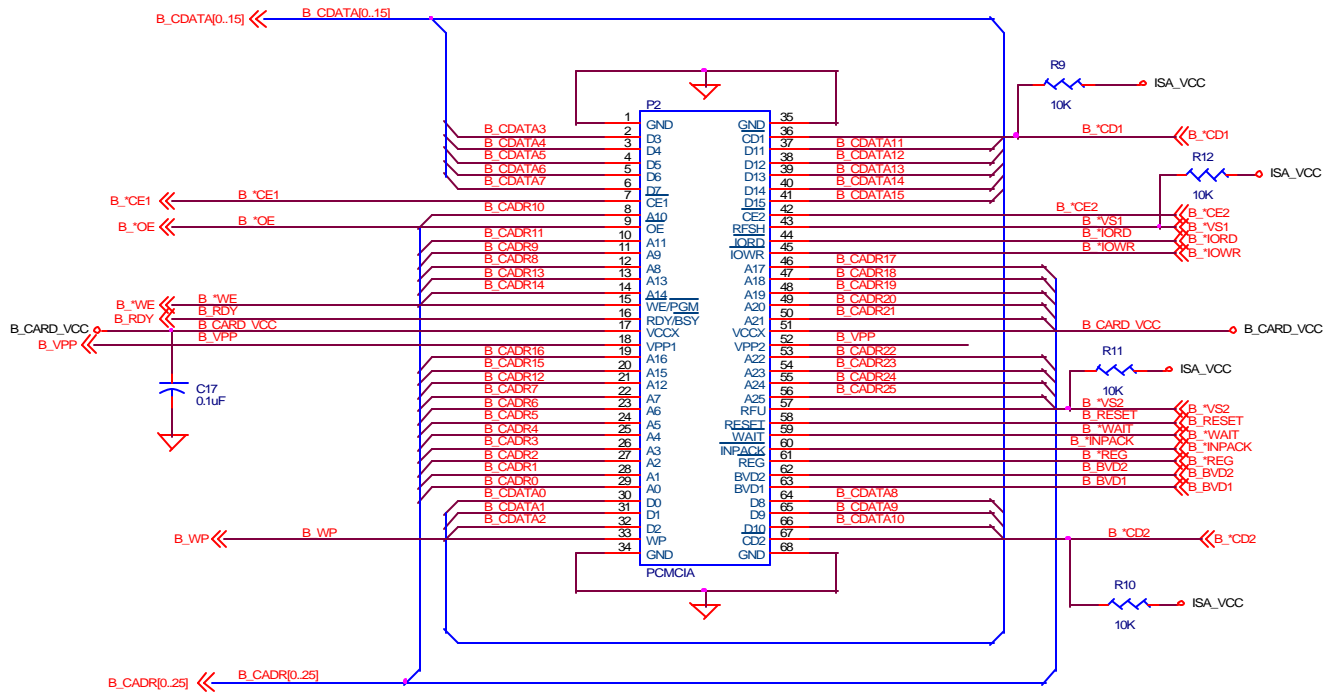 B_CDATA[0..15] B_CDATA[0..15]
R9
ISA_VCC
10K
P2
1 GND GND 35
B_CDATA3 2 D3 CD1 36 B_*CD1 B_*CD1
B_CDATA4 3 D4 D11 37 B_CDATA11
B_CDATA5 4 D5 D12 38 B_CDATA12
R12
B_CDATA6 5 D6 D13 39 B_CDATA13
ISA_VCC
B_CDATA7 6 D7 D14 40 B_CDATA14
10K
B_*CE1 B_*CE1 7 CE1 D15 41 B_CDATA15
B_CADR10 8 A10 CE2 42 B_*CE2 B_*CE2
B_*OE B_*OE 9 OE RFSH 43 B_*VS1 B_*VS1
B_CADR11 10 A11 IORD 44 B_*IORD B_*IORD
B_CADR9 11 A9 IOWR 45 B_*IOWR B_*IOWR
B_CADR8 12 A8 A17 46 B_CADR17
B_CADR13 13 A13 A18 47 B_CADR18
B_CADR14 14 A14 A19 48 B_CADR19
B_*WE B_*WE 15 WE/PGM A20 49 B_CADR20
B_RDY B_RDY 16 RDY/BSY A21 50 B_CADR21
B_CARD_VCC B_CARD_VCC 17 VCCX VCCX 51 B_CARD_VCC B_CARD_VCC
B_VPP B_VPP 18 VPP1 VPP2 52 B_VPP
B_CADR16 19 A16 A22 53 B_CADR22
R11
B_CADR15 20 A15 A23 54 B_CADR23
ISA_VCC
B_CADR12 21 A12 A24 55 B_CADR24
C17
10K
0.1uF
B_CADR7 22 A7 A25 56 B_CADR25
B_CADR6 23 A6 RFU 57 B_*VS2 B_*VS2
B_CADR5 24 A5 RESET 58 B_RESET B_RESET
B_CADR4 25 A4 WAIT 59 B_*WAIT B_*WAIT
B_CADR3 26 A3 INPACK 60 B_*INPACK B_*INPACK
B_CADR2 27 A2 REG 61 B_*REG B_*REG
B_CADR1 28 A1 BVD2 62 B_BVD2 B_BVD2
B_CADR0 29 A0 BVD1 63 B_BVD1 B_BVD1
B_CDATA0 30 D0 D8 64 B_CDATA8
B_CDATA1 31 D1 D9 65 B_CDATA9
B_CDATA2 32 D2 D10 66 B_CDATA10
B_WP B_WP 33 WP CD2 67 B_*CD2 B_*CD2
34 GND GND 68
PCMCIA
R10
ISA_VCC
10K
B_CADR[0..25] B_CADR[0..25]